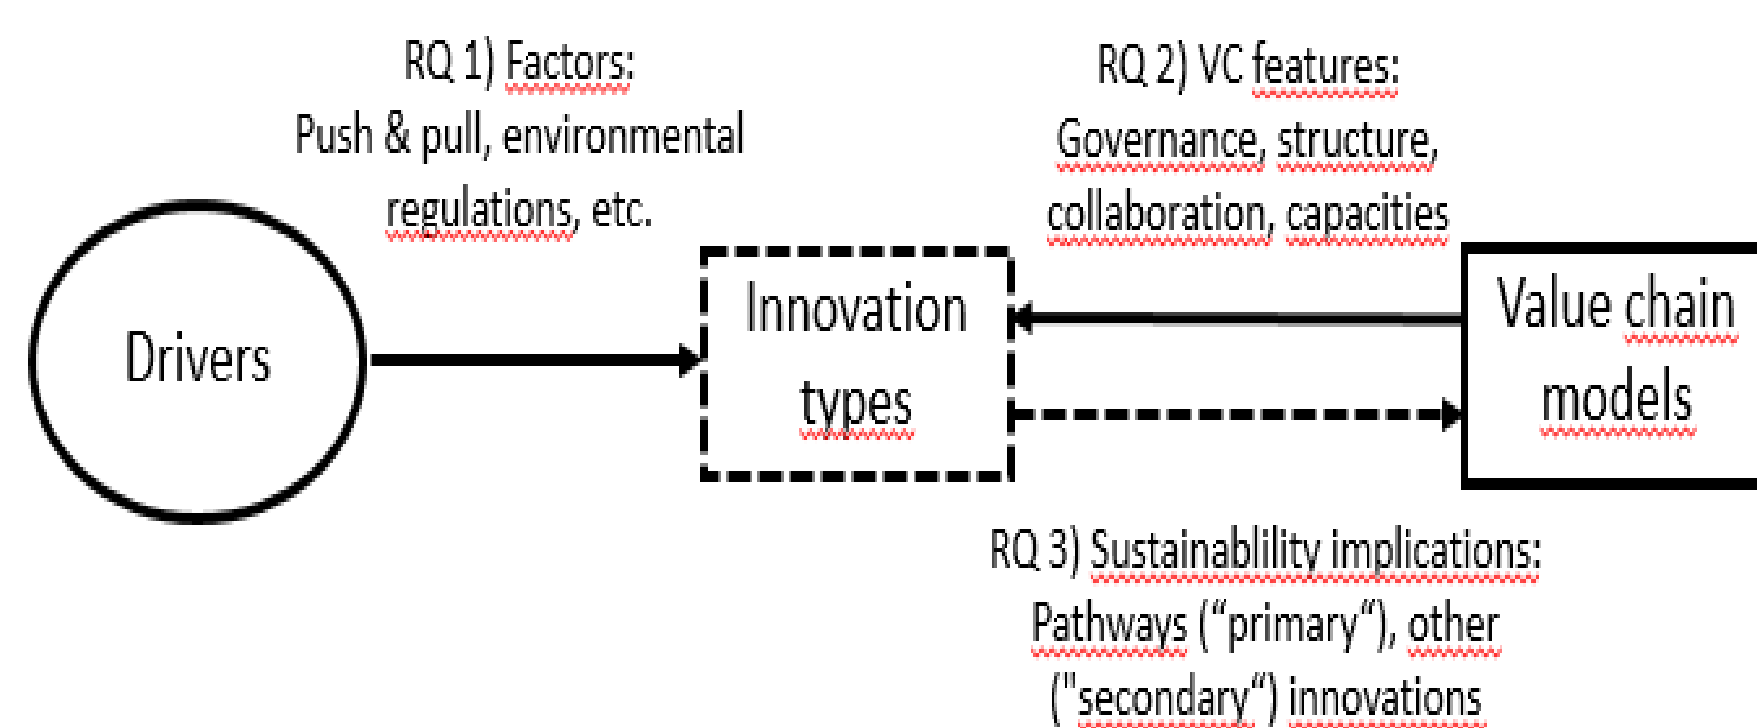 RQ 1) Factors:
Push & pull, environmental
regulations, etc.
RQ 2) VC features:
Governance, structure,
collaboration, capacities
Drivers
Innovation
types
Value chain
models
RQ 3) Sustainablility implications:
Pathways (“primary“), other
("secondary“) innovations